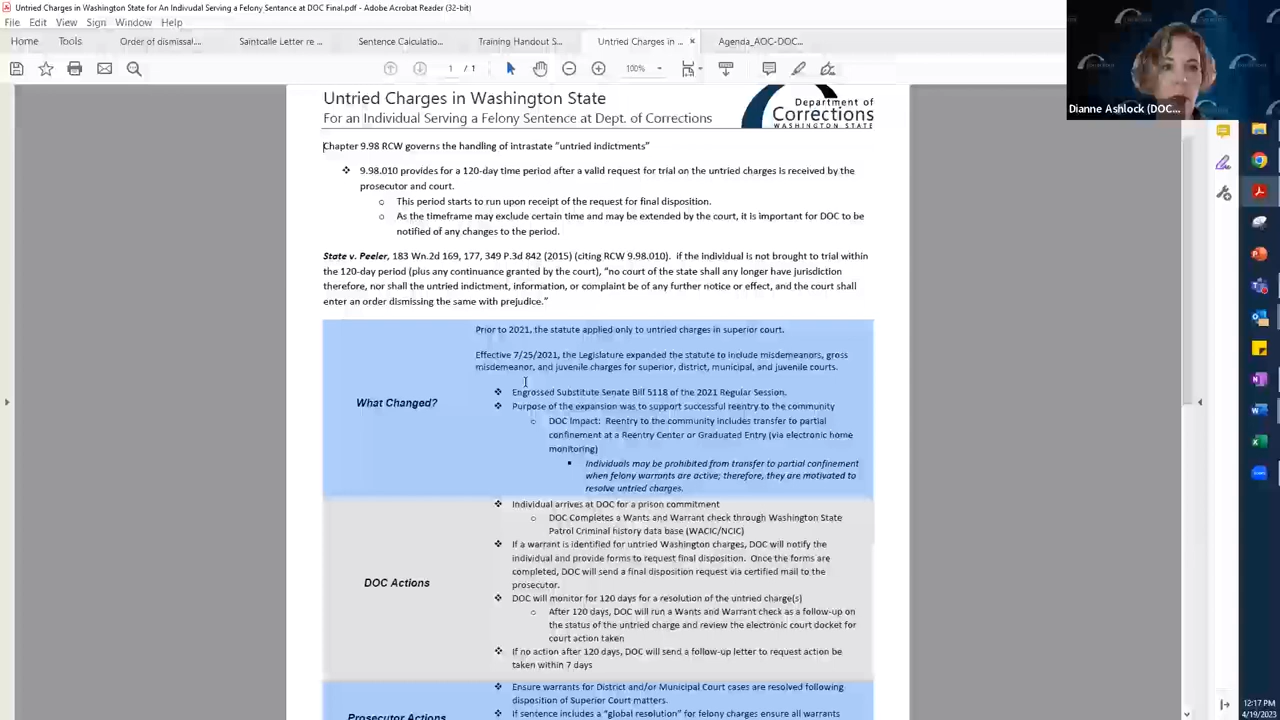 Untried Charges in Washington State for An Indivudal Serving a Felony Sentence at DOC Final.pdf - Adobe Acrobat Reader (32-bit)
File Edit View Sign Window Help
Home Tools Order of dismissal... Saintcalle Letter re ... Sentence Calculatio... Training Handout S... Untried Charges in ... × Agenda_AOC-DOC...
1 / 1 100%
Dianne Ashlock (DOC...
Untried Charges in Washington State
For an Individual Serving a Felony Sentence at Dept. of Corrections
Department of
Corrections
WASHINGTON STATE
Chapter 9.98 RCW governs the handling of intrastate "untried indictments"
❖ 9.98.010 provides for a 120-day time period after a valid request for trial on the untried charges is received by the
prosecutor and court.
o This period starts to run upon receipt of the request for final disposition.
o As the timeframe may exclude certain time and may be extended by the court, it is important for DOC to be
notified of any changes to the period.
State v. Peeler, 183 Wn.2d 169, 177, 349 P.3d 842 (2015) (citing RCW 9.98.010). if the individual is not brought to trial within
the 120-day period (plus any continuance granted by the court), "no court of the state shall any longer have jurisdiction
therefore, nor shall the untried indictment, information, or complaint be of any further notice or effect, and the court shall
enter an order dismissing the same with prejudice."
What Changed?
Prior to 2021, the statute applied only to untried charges in superior court.
Effective 7/25/2021, the Legislature expanded the statute to include misdemeanors, gross
misdemeanor, and juvenile charges for superior, district, municipal, and juvenile courts.
❖ Engrossed Substitute Senate Bill 5118 of the 2021 Regular Session.
❖ Purpose of the expansion was to support successful reentry to the community
o DOC Impact: Reentry to the community includes transfer to partial
confinement at a Reentry Center or Graduated Entry (via electronic home
monitoring)
▪ Individuals may be prohibited from transfer to partial confinement
when felony warrants are active; therefore, they are motivated to
resolve untried charges.
DOC Actions
❖ Individual arrives at DOC for a prison commitment
o DOC Completes a Wants and Warrant check through Washington State
Patrol Criminal history data base (WACIC/NCIC)
❖ If a warrant is identified for untried Washington charges, DOC will notify the
individual and provide forms to request final disposition. Once the forms are
completed, DOC will send a final disposition request via certified mail to the
prosecutor.
❖ DOC will monitor for 120 days for a resolution of the untried charge(s)
o After 120 days, DOC will run a Wants and Warrant check as a follow-up on
the status of the untried charge and review the electronic court docket for
court action taken
❖ If no action after 120 days, DOC will send a follow-up letter to request action be
taken within 7 days
Prosecutor Actions
❖ Ensure warrants for District and/or Municipal Court cases are resolved following
disposition of Superior Court matters.
❖ If sentence includes a "global resolution" for felony charges ensure all warrants
12:17 PM
4/19/2023